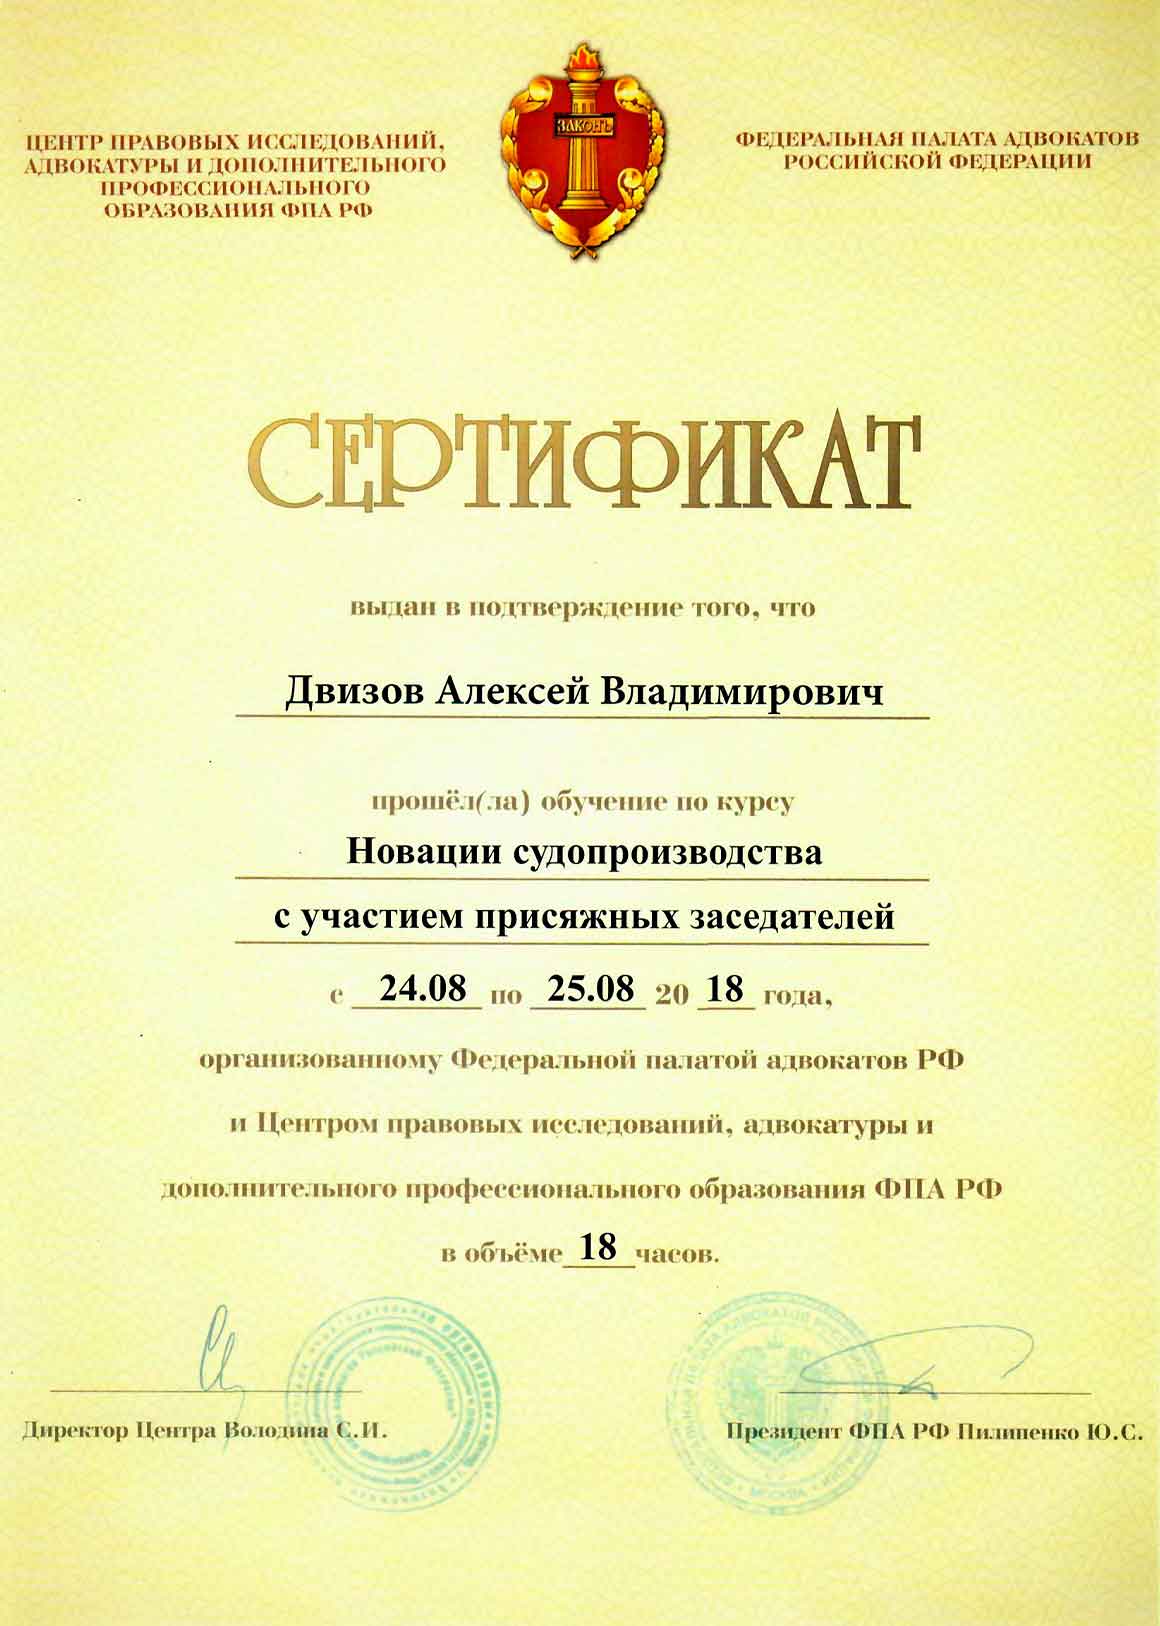 ЦЕНТР ПРАВОВЫХ ИССЛЕДОВАНИЙ,
АДВОКАТУРЫ И ДОПОЛНИТЕЛЬНОГО
ПРОФЕССИОНАЛЬНОГО
ОБРАЗОВАНИЯ ФПА РФ
ЗАКОНЪ
ФЕДЕРАЛЬНАЯ ПАЛАТА АДВОКАТОВ
РОССИЙСКОЙ ФЕДЕРАЦИИ
СЕРТИФИКАТ
выдан в подтверждение того, что
Двизов Алексей Владимирович
прошёл(ла) обучение по курсу
Новации судопроизводства
с участием присяжных заседателей
с 24.08 по 25.08 20 18 года,
организованному Федеральной палатой адвокатов РФ
и Центром правовых исследований, адвокатуры и
дополнительного профессионального образования ФПА РФ
в объёме 18 часов.
Директор Центра Володина С.И.
Президент ФПА РФ Пилипенко Ю.С.
МОСКВА